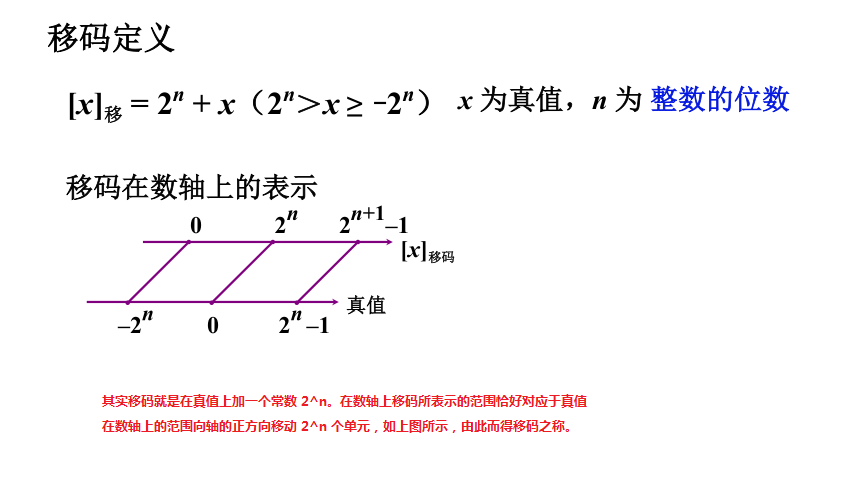 移码定义
[x]移 = 2^n + x（2^n＞x ≥ -2^n） x 为真值，n 为 整数的位数
移码在数轴上的表示
0 2^n 2^n+1 –1
[x]移码
真值
–2^n 0 2^n –1
其实移码就是在真值上加一个常数 2^n。在数轴上移码所表示的范围恰好对应于真值
在数轴上的范围向轴的正方向移动 2^n 个单元，如上图所示，由此而得移码之称。